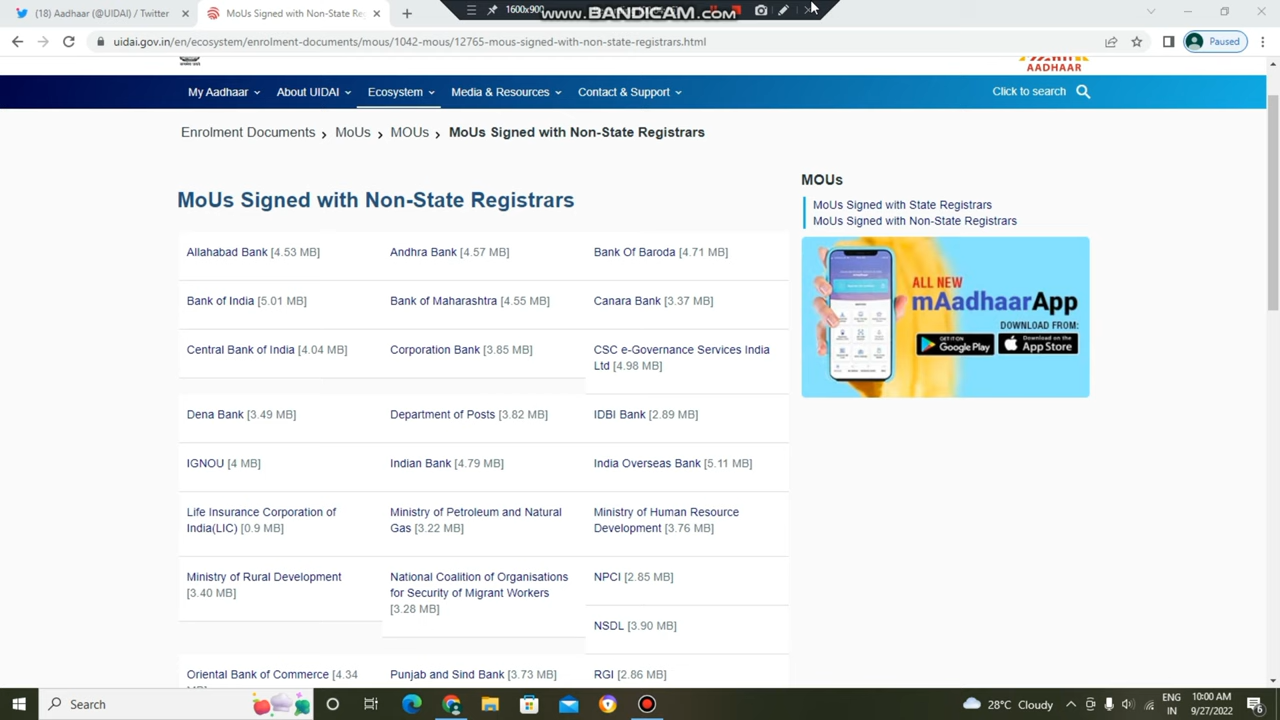 (18) Aadhaar (@UIDAI) / Twitter
MoUs Signed with Non-State Re
1600x900
www.BANDICAM.com
uidai.gov.in/en/ecosystem/enrolment-documents/mous/1042-mous/12765-mous-signed-with-non-state-registrars.html
Paused
AADHAAR
My Aadhaar
About UIDAI
Ecosystem
Media & Resources
Contact & Support
Click to search
Enrolment Documents > MoUs > MOUs > MoUs Signed with Non-State Registrars
MoUs Signed with Non-State Registrars
Allahabad Bank [4.53 MB]
Andhra Bank [4.57 MB]
Bank Of Baroda [4.71 MB]
Bank of India [5.01 MB]
Bank of Maharashtra [4.55 MB]
Canara Bank [3.37 MB]
Central Bank of India [4.04 MB]
Corporation Bank [3.85 MB]
CSC e-Governance Services India
Ltd [4.98 MB]
Dena Bank [3.49 MB]
Department of Posts [3.82 MB]
IDBI Bank [2.89 MB]
IGNOU [4 MB]
Indian Bank [4.79 MB]
India Overseas Bank [5.11 MB]
Life Insurance Corporation of
India(LIC) [0.9 MB]
Ministry of Petroleum and Natural
Gas [3.22 MB]
Ministry of Human Resource
Development [3.76 MB]
Ministry of Rural Development
[3.40 MB]
National Coalition of Organisations
for Security of Migrant Workers
[3.28 MB]
NPCI [2.85 MB]
NSDL [3.90 MB]
Oriental Bank of Commerce [4.34
Punjab and Sind Bank [3.73 MB]
RGI [2.86 MB]
MOUs
MoUs Signed with State Registrars
MoUs Signed with Non-State Registrars
ALL NEW
mAadhaarApp
DOWNLOAD FROM:
GET IT ON
Google Play
Download on the
App Store
Search
28°C Cloudy
ENG
IN
10:00 AM
9/27/2022
6